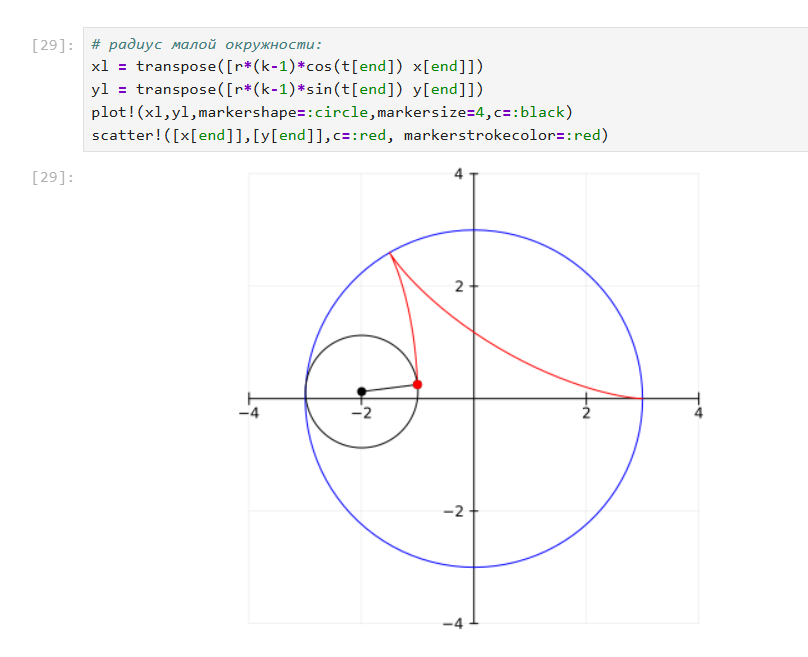 [29]:
# радиус малой окружности:
xl = transpose([r*(k-1)*cos(t[end]) x[end]])
yl = transpose([r*(k-1)*sin(t[end]) y[end]])
plot!(xl,yl,markershape=:circle,markersize=4,c=:black)
scatter!([x[end]],[y[end]],c=:red, markerstrokecolor=:red)
[29]:
4
2
−4
−2
2
4
−2
−4